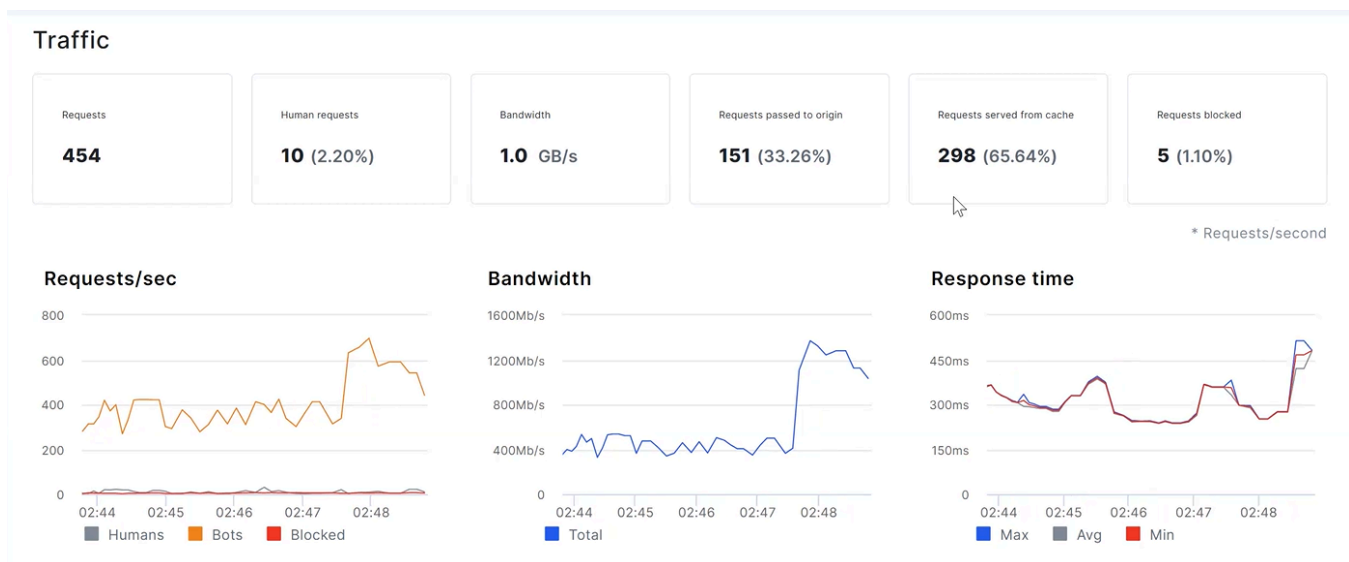 Traffic
Requests
454
Human requests
10 (2.20%)
Bandwidth
1.0 GB/s
Requests passed to origin
151 (33.26%)
Requests served from cache
298 (65.64%)
Requests blocked
5 (1.10%)
* Requests/second
Requests/sec
800
600
400
200
0
02:44 02:45 02:46 02:47 02:48
Humans Bots Blocked
Bandwidth
1600Mb/s
1200Mb/s
800Mb/s
400Mb/s
0
02:44 02:45 02:46 02:47 02:48
Total
Response time
600ms
450ms
300ms
150ms
0
02:44 02:45 02:46 02:47 02:48
Max Avg Min